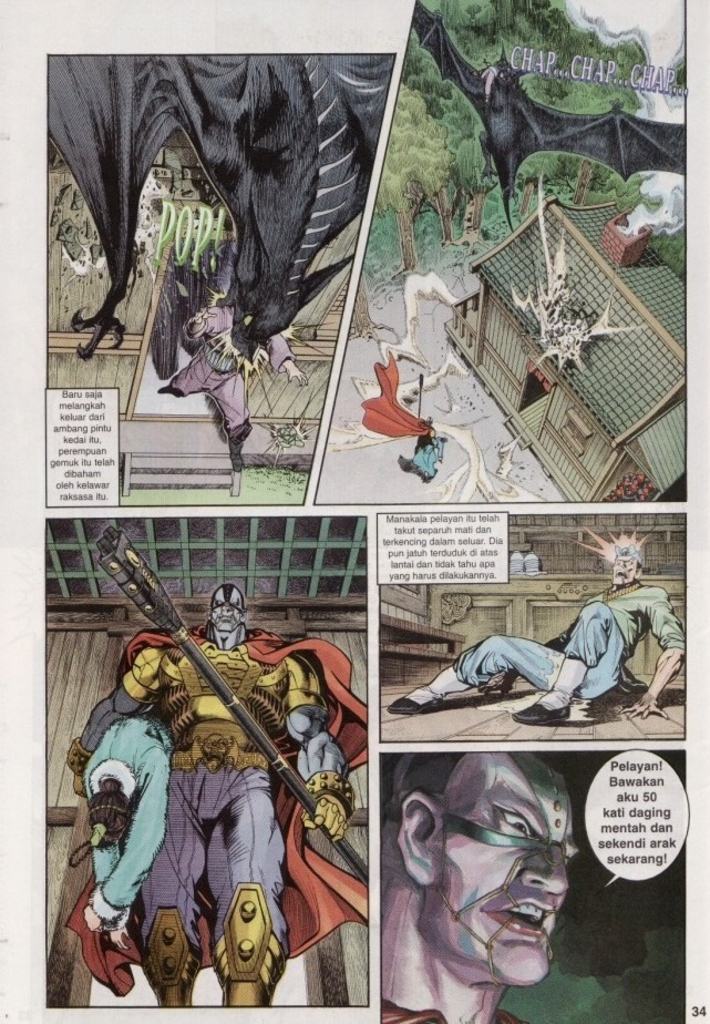 POP!
Baru saja
melangkah
keluar dari
ambang pintu
kedai itu,
perempuan
gemuk itu telah
dibaham
oleh kelawar
raksasa itu.
CHAP...CHAP...CHAP...
Manakala pelayan itu telah
takut separuh mati dan
terkencing dalam seluar. Dia
pun jatuh terduduk di atas
lantai dan tidak tahu apa
yang harus dilakukannya.
Pelayan!
Bawakan
aku 50
kati daging
mentah dan
sekendi arak
sekarang!
34